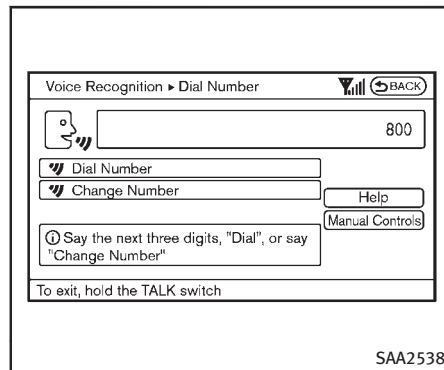 Voice Recognition ▸ Dial Number
BACK
800
Dial Number
Change Number
Help
Manual Controls
Say the next three digits, "Dial", or say
"Change Number"
To exit, hold the TALK switch
SAA2538